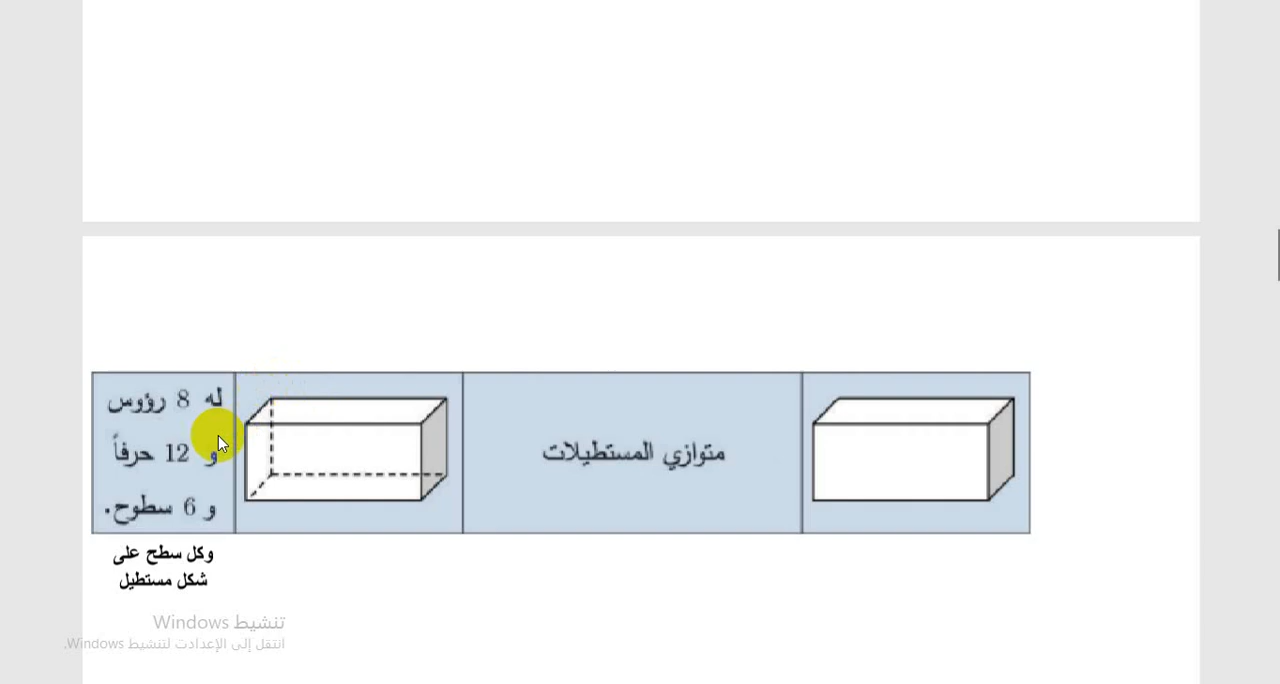 متوازي المستطيلات
له 8 رؤوس
و 12 حرفاً
و 6 سطوح.
وكل سطح على
شكل مستطيل
تنشيط Windows
انتقل إلى الإعدادت لتنشيط Windows.